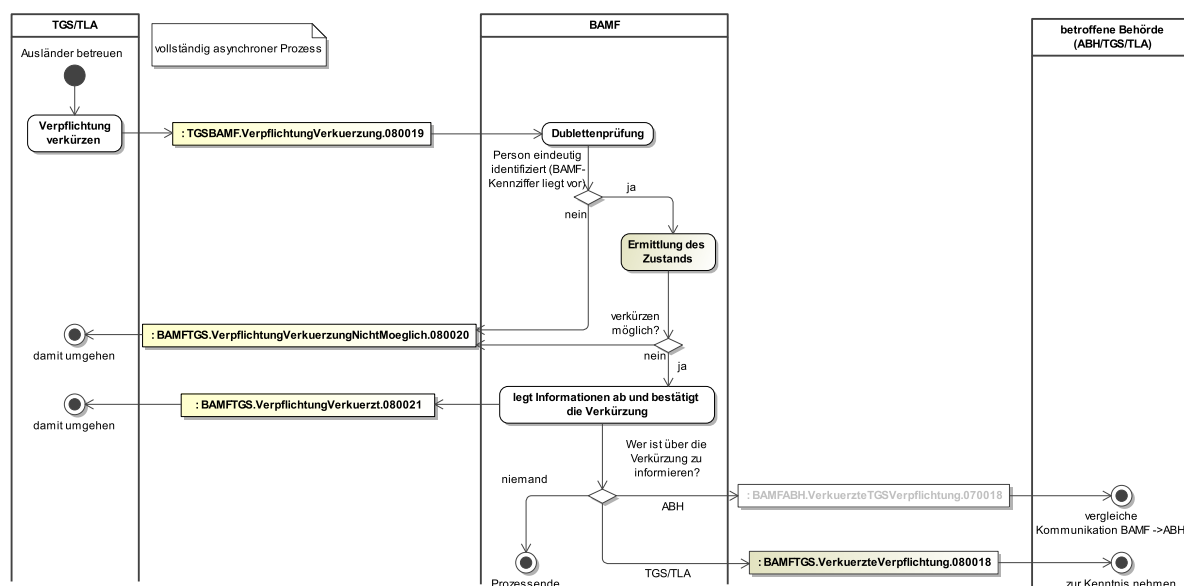 TGS/TLA
BAMF
betroffene Behörde
(ABH/TGS/TLA)
Ausländer betreuen
vollständig asynchroner Prozess
Verpflichtung
verkürzen
: TGSBAMF.VerpflichtungVerkuerzung.080019
Dublettenprüfung
Person eindeutig
identifiziert (BAMF-
Kennziffer liegt vor)
ja
nein
Ermittlung des
Zustands
verkürzen
möglich?
: BAMFTGS.VerpflichtungVerkuerzungNichtMoeglich.080020
damit umgehen
nein
ja
legt Informationen ab und bestätigt
die Verkürzung
: BAMFTGS.VerpflichtungVerkuerzt.080021
damit umgehen
Wer ist über die
Verkürzung zu
informieren?
niemand
ABH
: BAMFABH.VerkuerzteTGSVerpflichtung.070018
vergleiche
Kommunikation BAMF ->ABH
TGS/TLA
: BAMFTGS.VerkuerzteVerpflichtung.080018
Prozessende
zur Kenntnis nehmen